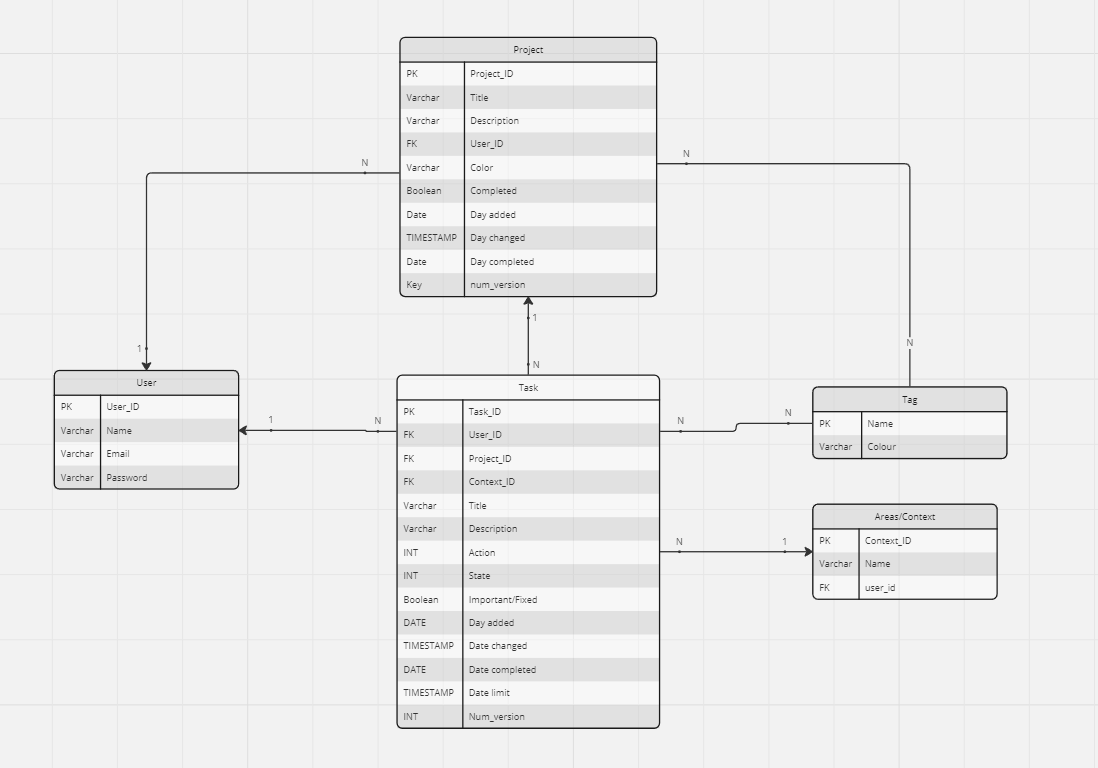 Project
PK Project_ID
Varchar Title
Varchar Description
FK User_ID
Varchar Color
Boolean Completed
Date Day added
TIMESTAMP Day changed
Date Day completed
Key num_version
N
N
1
N
1
N
User
PK User_ID
Varchar Name
Varchar Email
Varchar Password
1
N
Task
PK Task_ID
FK User_ID
FK Project_ID
FK Context_ID
Varchar Title
Varchar Description
INT Action
INT State
Boolean Important/Fixed
DATE Day added
TIMESTAMP Date changed
DATE Date completed
TIMESTAMP Date limit
INT Num_version
N
N
Tag
PK Name
Varchar Colour
N
1
Areas/Context
PK Context_ID
Varchar Name
FK user_id